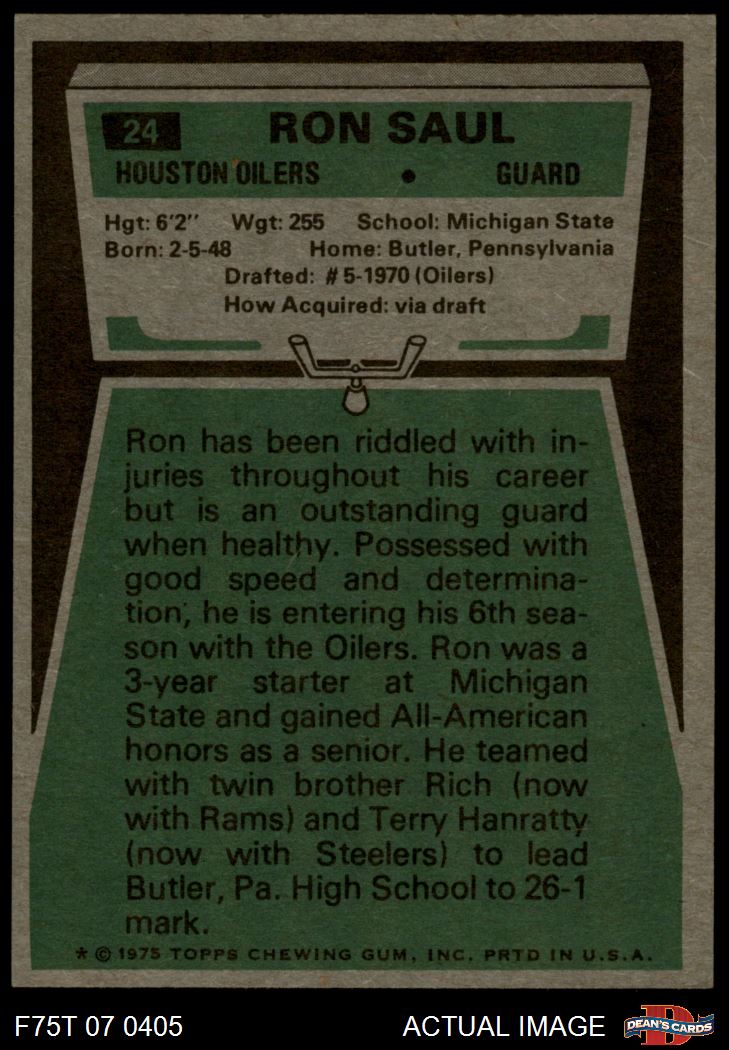 24 RON SAUL
HOUSTON OILERS • GUARD
Hgt: 6'2" Wgt: 255 School: Michigan State
Born: 2-5-48 Home: Butler, Pennsylvania
Drafted: #5-1970 (Oilers)
How Acquired: via draft
Ron has been riddled with in-
juries throughout his career
but is an outstanding guard
when healthy. Possessed with
good speed and determina-
tion, he is entering his 6th sea-
son with the Oilers. Ron was a
3-year starter at Michigan
State and gained All-American
honors as a senior. He teamed
with twin brother Rich (now
with Rams) and Terry Hanratty
(now with Steelers) to lead
Butler, Pa. High School to 26-1
mark.
* © 1975 TOPPS CHEWING GUM, INC. PRTD IN U.S.A.
F75T 07 0405 ACTUAL IMAGE DEAN'S CARDS